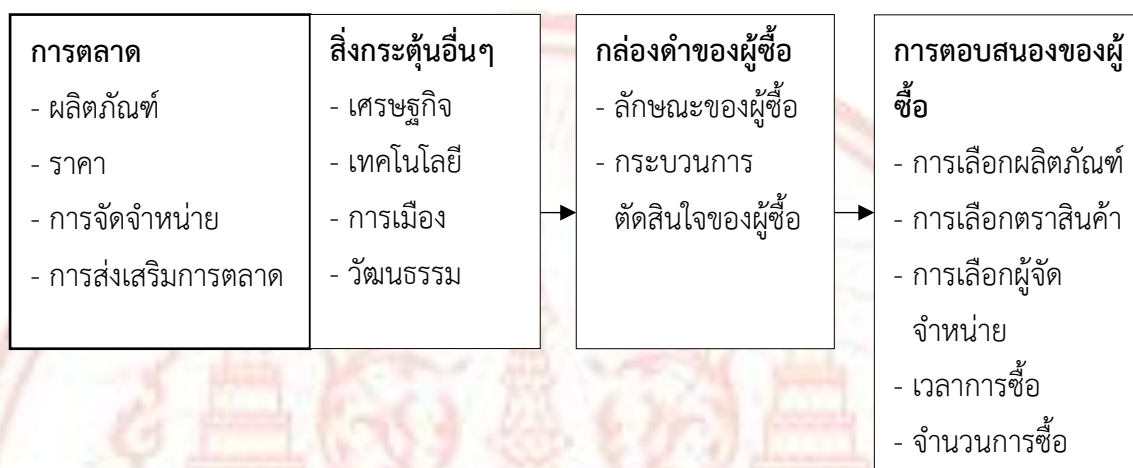 การตลาด
- ผลิตภัณฑ์
- ราคา
- การจัดจำหน่าย
- การส่งเสริมการตลาด
สิ่งกระตุ้นอื่นๆ
- เศรษฐกิจ
- เทคโนโลยี
- การเมือง
- วัฒนธรรม
กล่องดำของผู้ซื้อ
- ลักษณะของผู้ซื้อ
- กระบวนการ
ตัดสินใจของผู้ซื้อ
การตอบสนองของผู้
ซื้อ
- การเลือกผลิตภัณฑ์
- การเลือกตราสินค้า
- การเลือกผู้จัด
จำหน่าย
- เวลาการซื้อ
- จำนวนการซื้อ